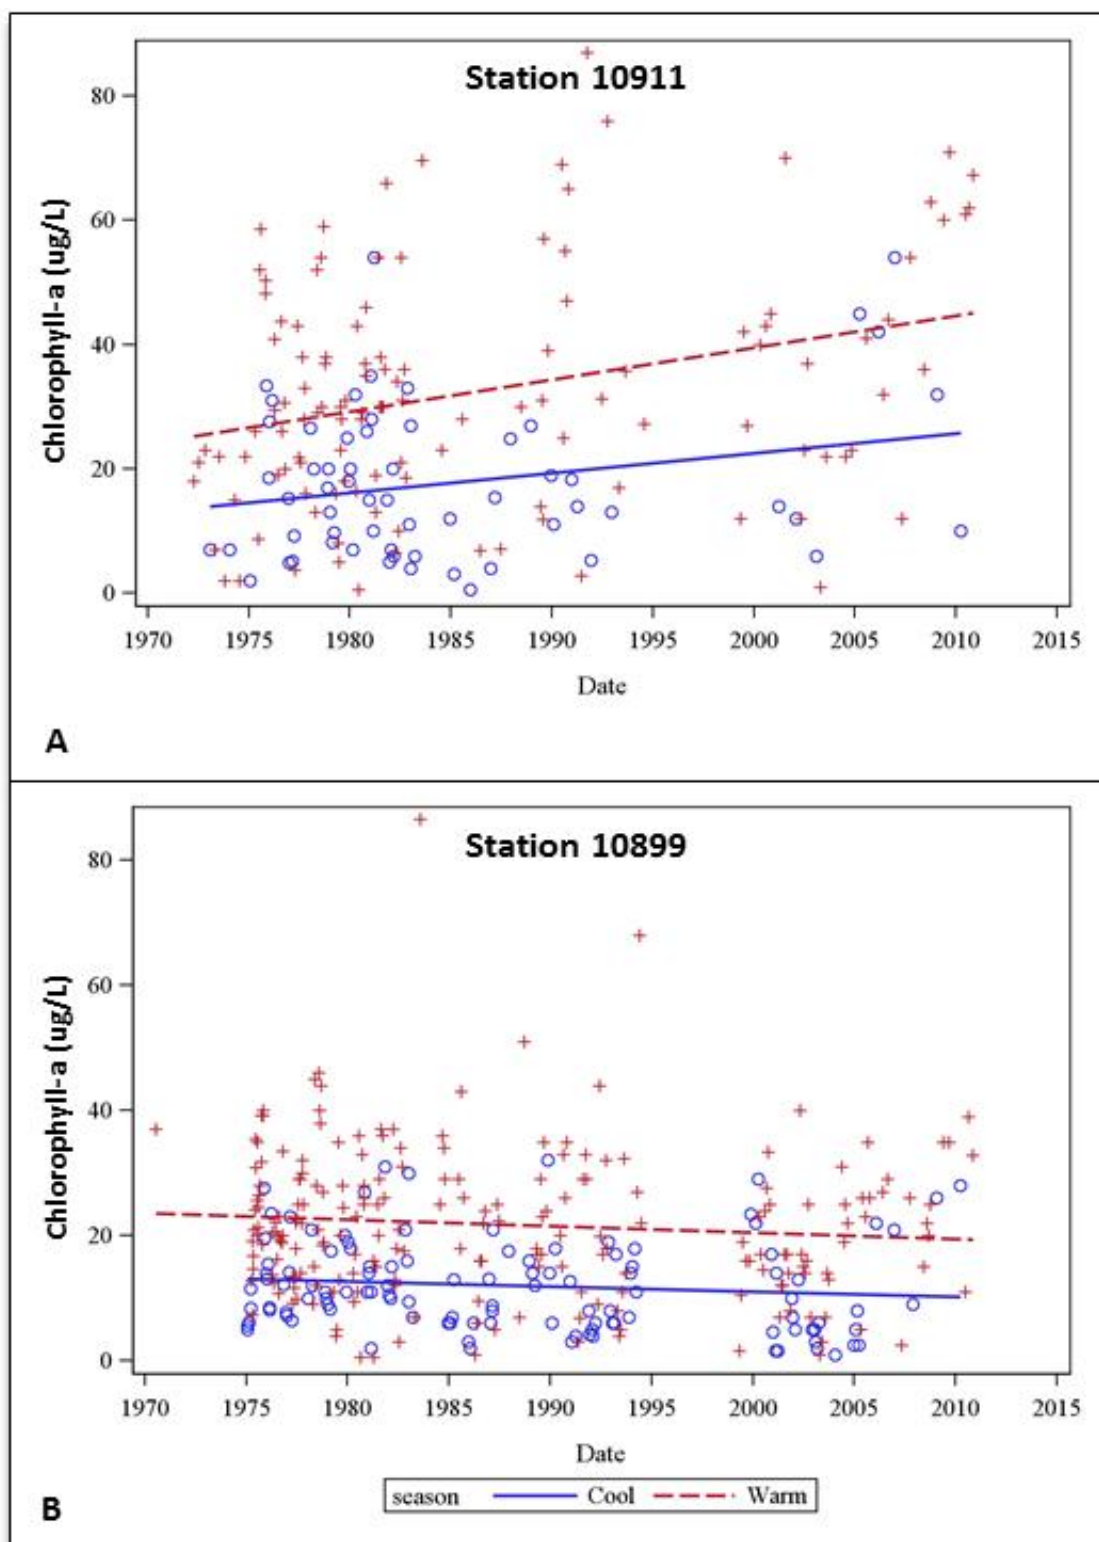 Station 10911
Chlorophyll-a (ug/L)
80
60
40
20
0
1970 1975 1980 1985 1990 1995 2000 2005 2010 2015
Date
A
Station 10899
Chlorophyll-a (ug/L)
80
60
40
20
0
1970 1975 1980 1985 1990 1995 2000 2005 2010 2015
Date
season Cool Warm
B